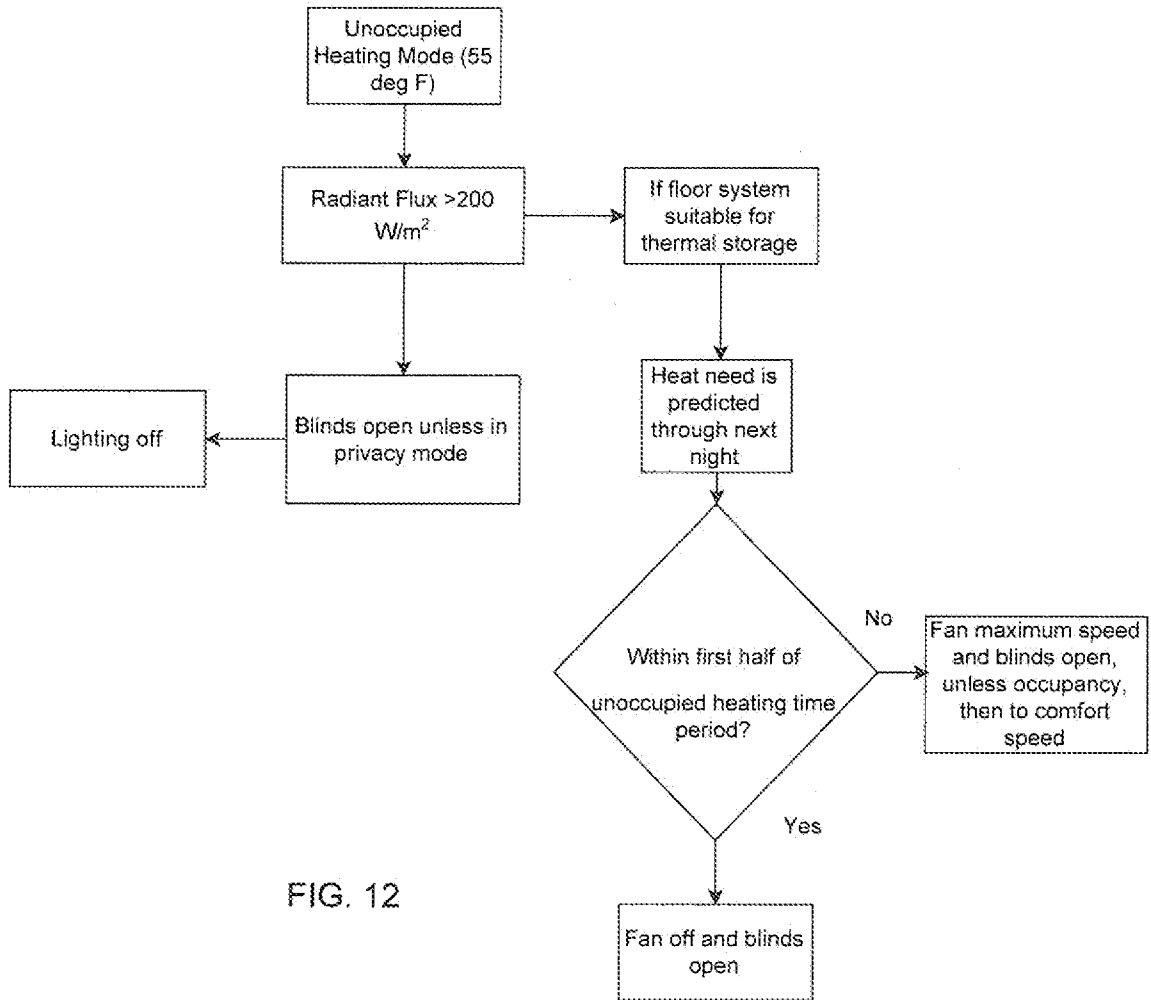 Unoccupied
Heating Mode (55
deg F)
Radiant Flux >200
W/m²
If floor system
suitable for
thermal storage
Lighting off
Blinds open unless in
privacy mode
Heat need is
predicted
through next
night
Within first half of
unoccupied heating time
period?
No
Fan maximum speed
and blinds open,
unless occupancy,
then to comfort
speed
Yes
Fan off and blinds
open
FIG. 12